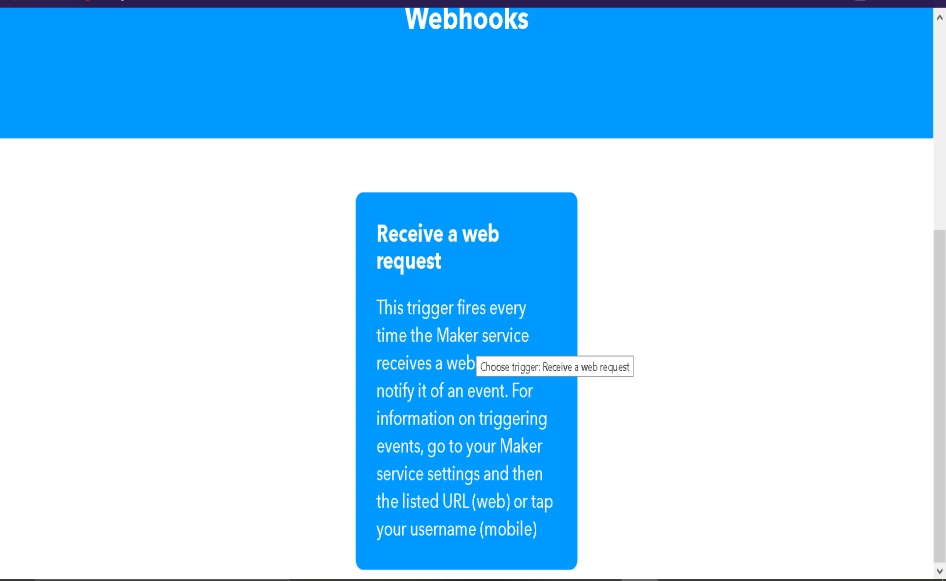 Webhooks
Receive a web
request
This trigger fires every
time the Maker service
receives a web
Choose trigger: Receive a web request
notify it of an event. For
information on triggering
events, go to your Maker
service settings and then
the listed URL (web) or tap
your username (mobile)